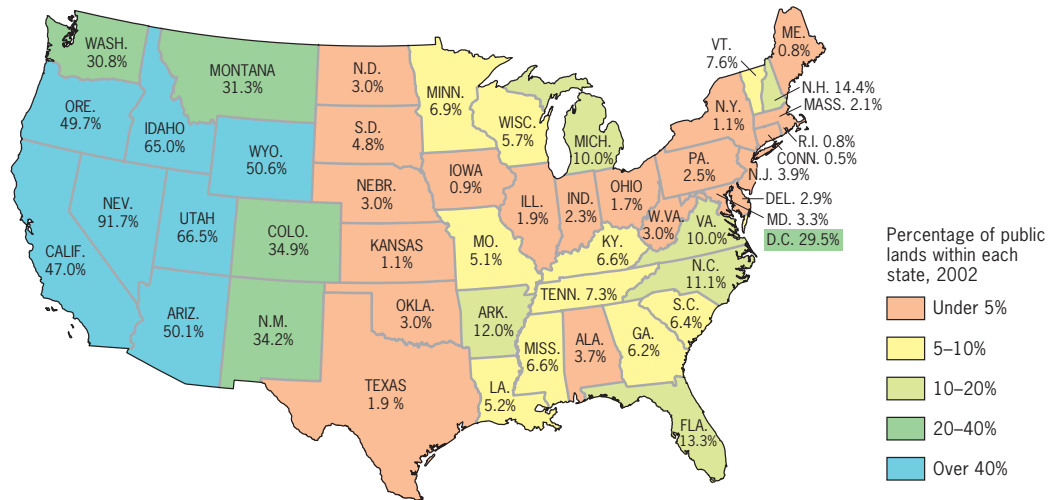 WASH.
30.8%
MONTANA
31.3%
ORE.
49.7%
IDAHO
65.0%
WYO.
50.6%
NEV.
91.7%
UTAH
66.5%
CALIF.
47.0%
COLO.
34.9%
ARIZ.
50.1%
N.M.
34.2%
N.D.
3.0%
S.D.
4.8%
NEBR.
3.0%
KANSAS
1.1%
OKLA.
3.0%
TEXAS
1.9 %
MINN.
6.9%
IOWA
0.9%
MO.
5.1%
ARK.
12.0%
LA.
5.2%
WISC.
5.7%
MICH.
10.0%
ILL.
1.9%
IND.
2.3%
OHIO
1.7%
KY.
6.6%
TENN. 7.3%
MISS.
6.6%
ALA.
3.7%
GA.
6.2%
FLA.
13.3%
S.C.
6.4%
N.C.
11.1%
VA.
10.0%
W.VA.
3.0%
PA.
2.5%
N.Y.
1.1%
VT.
7.6%
ME.
0.8%
N.H. 14.4%
MASS. 2.1%
R.I. 0.8%
CONN. 0.5%
N.J. 3.9%
DEL. 2.9%
MD. 3.3%
D.C. 29.5%
Percentage of public
lands within each
state, 2002
Under 5%
5–10%
10–20%
20–40%
Over 40%